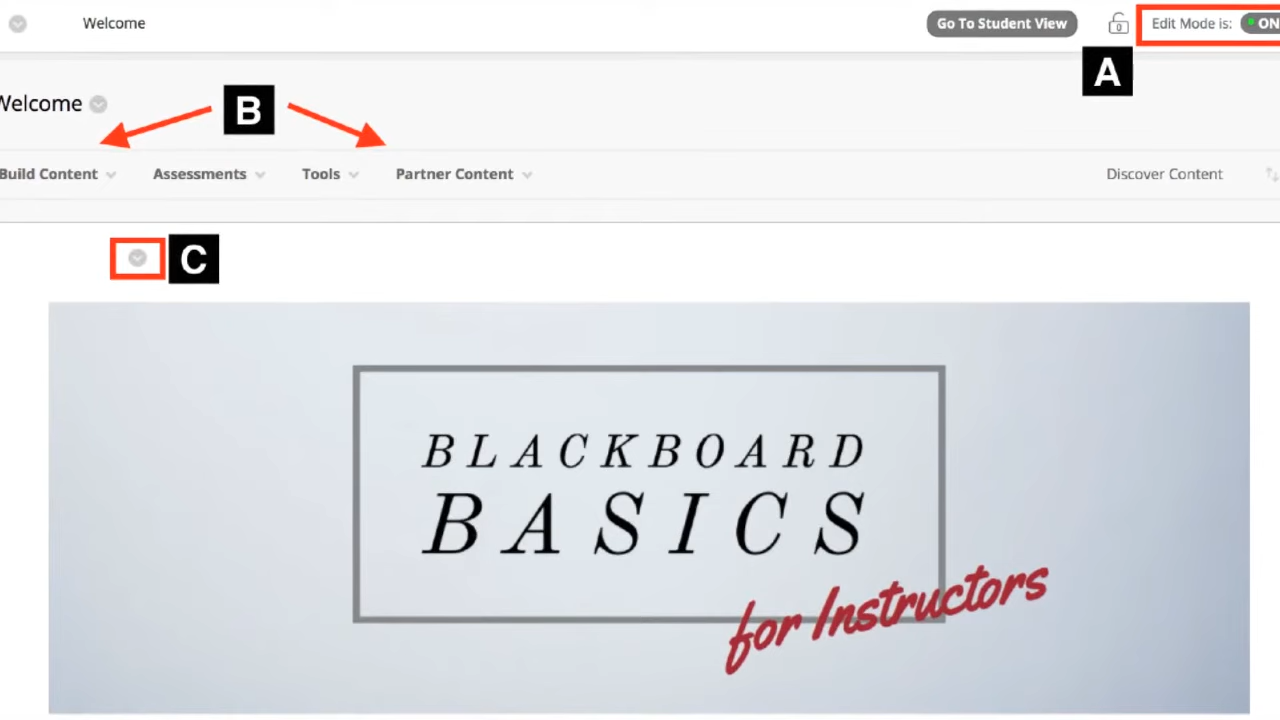 Welcome
Go To Student View
Edit Mode is: ON
A
Welcome
B
Build Content Assessments Tools Partner Content Discover Content
C
BLACKBOARD
BASICS
for Instructors